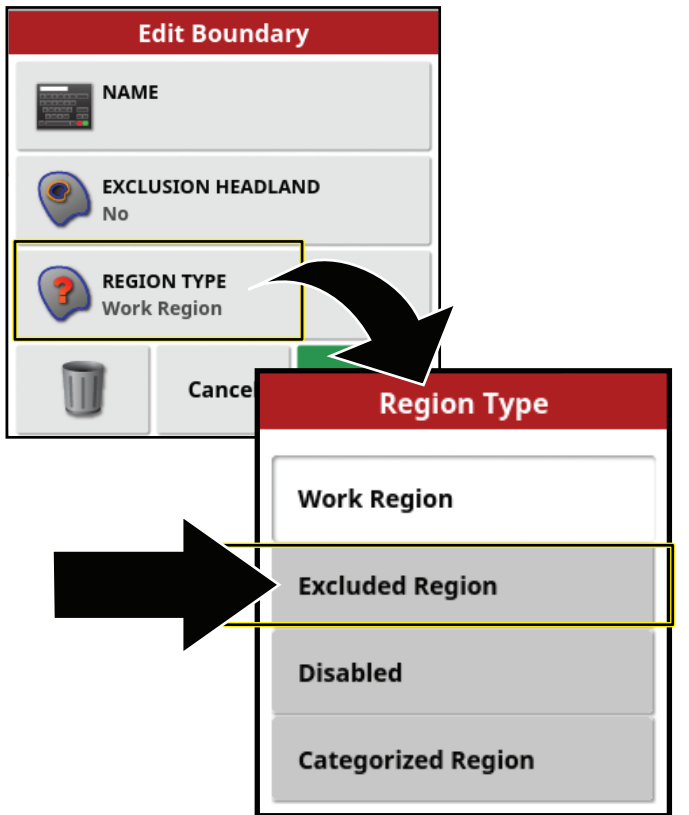 Edit Boundary
NAME
EXCLUSION HEADLAND
No
REGION TYPE
Work Region
Cance
Region Type
Work Region
Excluded Region
Disabled
Categorized Region